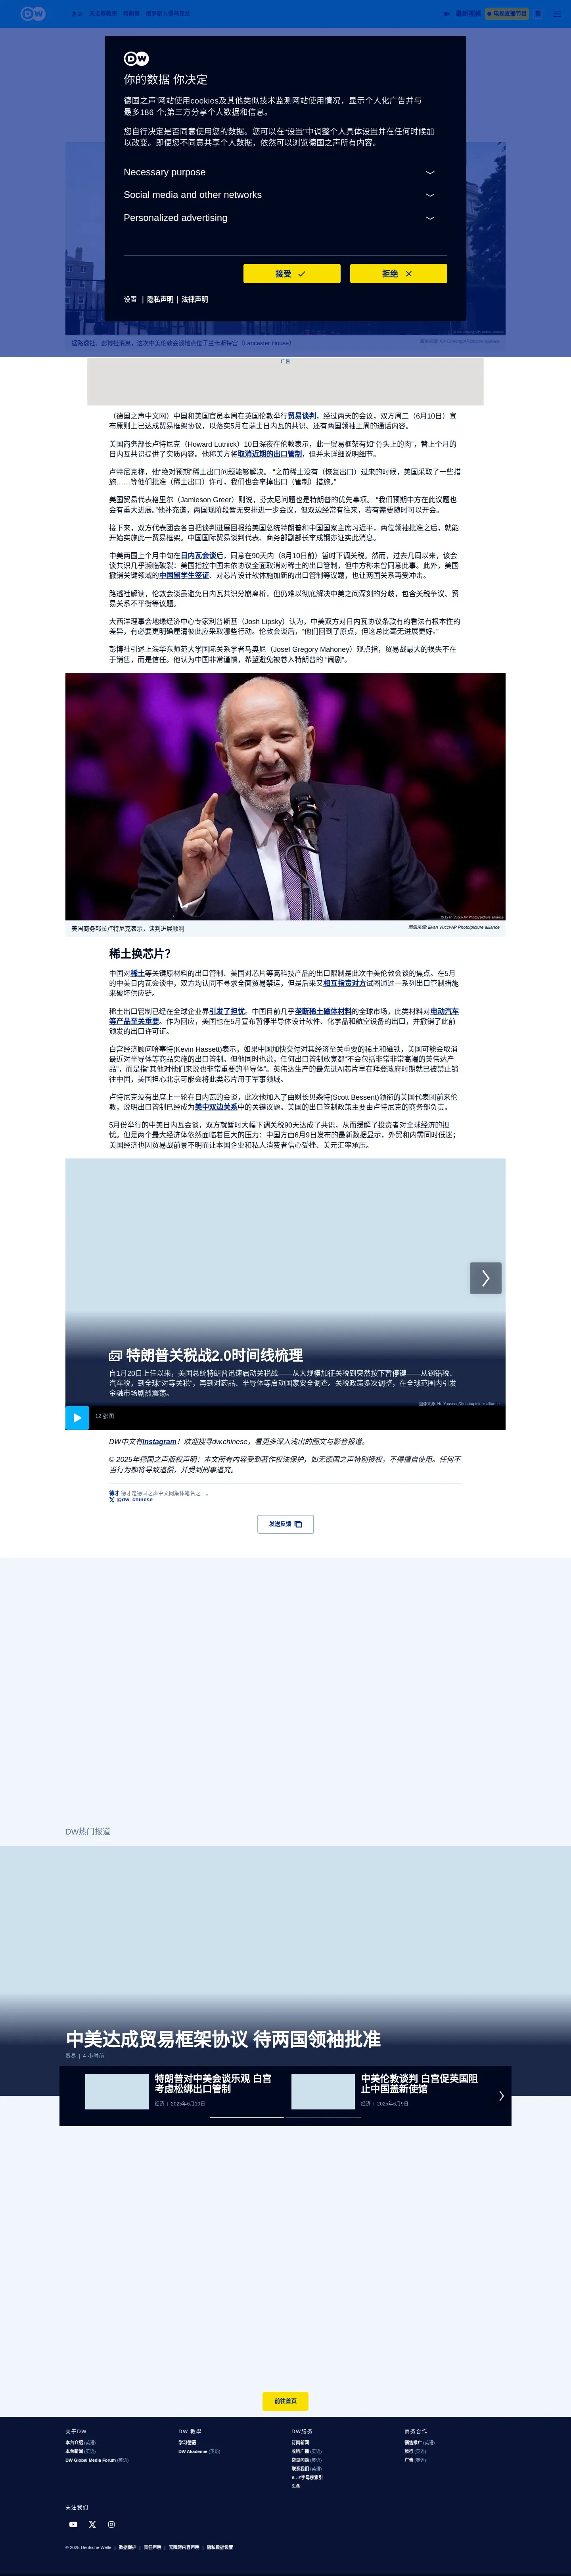 DW
最新视频
电视直播节目
DW
你的数据 你决定
德国之声'网站使用cookies及其他类似技术监测网站使用情况，显示个人化广告并与
最多186 个;第三方分享个人数据和信息。
您自行决定是否同意使用您的数据。您可以在“设置”中调整个人具体设置并在任何时候加
以改变。即便您不同意共享个人数据，依然可以浏览德国之声所有内容。
Necessary purpose
Social media and other networks
Personalized advertising
接受
拒绝
设置 | 隐私声明 | 法律声明
据路透社、彭博社消息，这次中美伦敦会谈地点位于兰卡斯特宫（Lancaster House）
广告
（德国之声中文网）中国和美国官员本周在英国伦敦举行贸易谈判，经过两天的会议，双方周二（6月10日）宣
布原则上已达成贸易框架协议，以落实5月在瑞士日内瓦的共识、还有两国领袖上周的通话内容。
美国商务部长卢特尼克（Howard Lutnick）10日深夜在伦敦表示，此一贸易框架有如“骨头上的肉”，替上个月的
日内瓦共识提供了实质内容。他称美方将取消近期的出口管制，但并未详细说明细节。
卢特尼克称，他“绝对预期”稀土出口问题能够解决。 “之前稀土没有（恢复出口）过来的时候，美国采取了一些措
施……等他们批准（稀土出口）许可，我们也会拿掉出口（管制）措施。”
美国贸易代表格里尔（Jamieson Greer）则说，芬太尼问题也是特朗普的优先事项。 “我们预期中方在此议题也
会有重大进展。”他补充道，两国现阶段暂无安排进一步会议，但双边经常有往来，若有需要随时可以开会。
接下来，双方代表团会各自把谈判进展回报给美国总统特朗普和中国国家主席习近平，两位领袖批准之后，就能
开始实施此一贸易框架。中国国际贸易谈判代表、商务部副部长李成钢亦证实此消息。
中美两国上个月中旬在日内瓦会谈后，同意在90天内（8月10日前）暂时下调关税。然而，过去几周以来，该会
谈共识几乎濒临破裂：美国指控中国未依协议全面取消对稀土的出口管制，但中方称未曾同意此事。此外，美国
撤销关键领域的中国留学生签证、对芯片设计软体施加新的出口管制等议题，也让两国关系再受冲击。
路透社解读，伦敦会谈虽避免日内瓦共识分崩离析，但仍难以彻底解决中美之间深刻的分歧，包含关税争议、贸
易关系不平衡等议题。
大西洋理事会地缘经济中心专家利普斯基（Josh Lipsky）认为，中美双方对日内瓦协议条款有的看法有根本性的
差异，有必要更明确厘清彼此应采取哪些行动。伦敦会谈后，“他们回到了原点，但这总比毫无进展更好。”
彭博社引述上海华东师范大学国际关系学者马奥尼（Josef Gregory Mahoney）观点指，贸易战最大的损失不在
于销售，而是信任。他认为中国非常谨慎，希望避免被卷入特朗普的 “闹剧”。
© Evan Vucci/AP Photo/picture alliance
美国商务部长卢特尼克表示，谈判进展顺利
图像来源: Evan Vucci/AP Photo/picture alliance
稀土换芯片？
中国对稀土等关键原材料的出口管制、美国对芯片等高科技产品的出口限制是此次中美伦敦会谈的焦点。在5月
的中美日内瓦会谈中，双方均认同不寻求全面贸易禁运，但是后来又相互指责对方试图通过一系列出口管制措施
来破坏供应链。
稀土出口管制已经在全球企业界引发了担忧。中国目前几乎垄断稀土磁体材料的全球市场，此类材料对电动汽车
等产品至关重要。作为回应，美国也在5月宣布暂停半导体设计软件、化学品和航空设备的出口，并撤销了此前
颁发的出口许可证。
白宫经济顾问哈塞特(Kevin Hassett)表示，如果中国加快交付对其经济至关重要的稀土和磁铁，美国可能会取消
最近对半导体等商品实施的出口管制。但他同时也说，任何出口管制放宽都“不会包括非常非常高端的英伟达产
品”，而是指“其他对他们来说也非常重要的半导体”。英伟达生产的最先进AI芯片早在拜登政府时期就已被禁止销
往中国，美国担心北京可能会将此类芯片用于军事领域。
卢特尼克没有出席上一轮在日内瓦的会谈，此次他加入了由财长贝森特(Scott Bessent)领衔的美国代表团前来伦
敦，说明出口管制已经成为美中双边关系中的关键议题。美国的出口管制政策主要由卢特尼克的商务部负责。
5月份举行的中美日内瓦会谈，双方就暂时大幅下调关税90天达成了共识，从而缓解了投资者对全球经济的担
忧。但是两个最大经济体依然面临着巨大的压力：中国方面6月9日发布的最新数据显示，外贸和内需同时低迷；
美国经济也因贸易战前景不明而让本国企业和私人消费者信心受挫、美元汇率承压。
特朗普关税战2.0时间线梳理
自1月20日上任以来，美国总统特朗普迅速启动关税战——从大规模加征关税到突然按下暂停键——从钢铝税、
汽车税，到全球“对等关税”，再到对药品、半导体等启动国家安全调查。关税政策多次调整，在全球范围内引发
金融市场剧烈震荡。
图像来源: Hu Yousong/Xinhua/picture alliance
12 张图
DW中文有Instagram！欢迎搜寻dw.chinese，看更多深入浅出的图文与影音报道。
© 2025年德国之声版权声明：本文所有内容受到著作权法保护，如无德国之声特别授权，不得擅自使用。任何不
当行为都将导致追偿，并受到刑事追究。
德才 德才是德国之声中文网集体笔名之一。
@dw_chinese
发送反馈
DW热门报道
中美达成贸易框架协议 待两国领袖批准
贸易 | 4 小时前
特朗普对中美会谈乐观 白宫
考虑松绑出口管制
经济 | 2025年6月10日
中美伦敦谈判 白宫促英国阻
止中国盖新使馆
经济 | 2025年6月9日
前往首页
关于DW
本台介绍 (英语)
本台新闻 (英语)
DW Global Media Forum (英语)
DW 教學
学习德语
DW Akademie (英语)
DW服务
订阅新闻
收听广播 (英语)
常见问题 (英语)
联系我们 (英语)
A - Z字母序索引
头条
商务合作
销售推广 (英语)
旅行 (英语)
广告 (英语)
关注我们
© 2025 Deutsche Welle | 数据保护 | 责任声明 | 无障碍内容声明 | 隐私数据设置